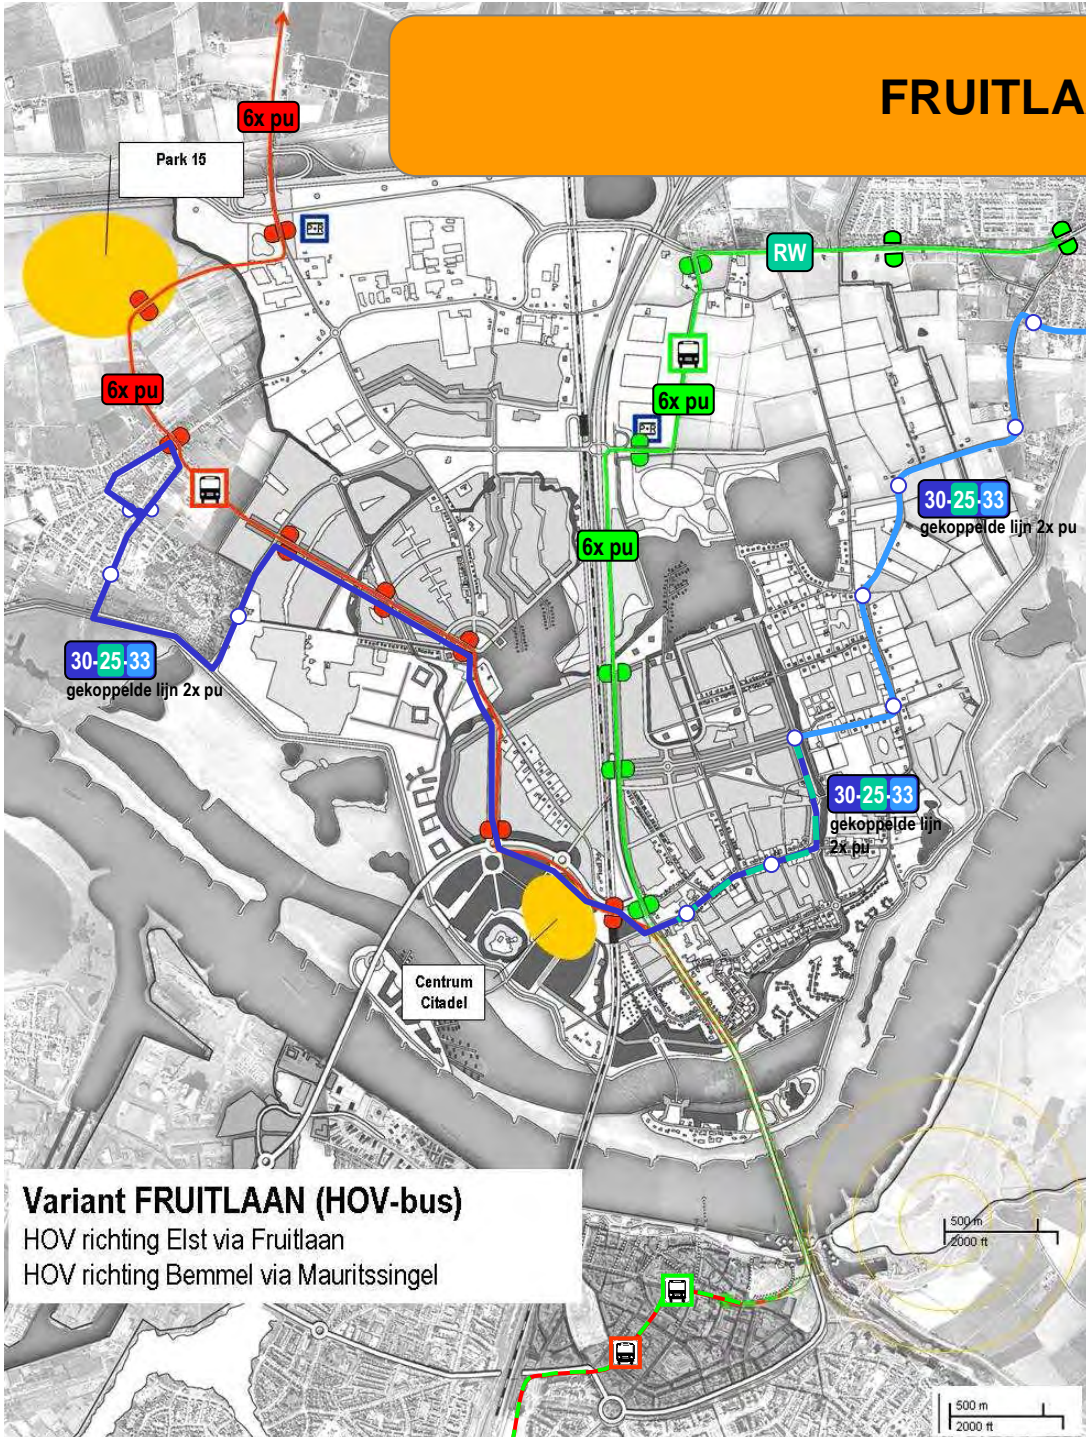 FRUITLA
6x pu
Park 15
P+R
RW
6x pu
6x pu
P+R
30-25-33
gekoppelde lijn 2x pu
6x pu
30-25-33
gekoppelde lijn 2x pu
30-25-33
gekoppelde lijn
2x pu
Centrum
Citadel
Variant FRUITLAAN (HOV-bus)
HOV richting Elst via Fruitlaan
HOV richting Bemmel via Mauritssingel
500 m
2000 ft
500 m
2000 ft